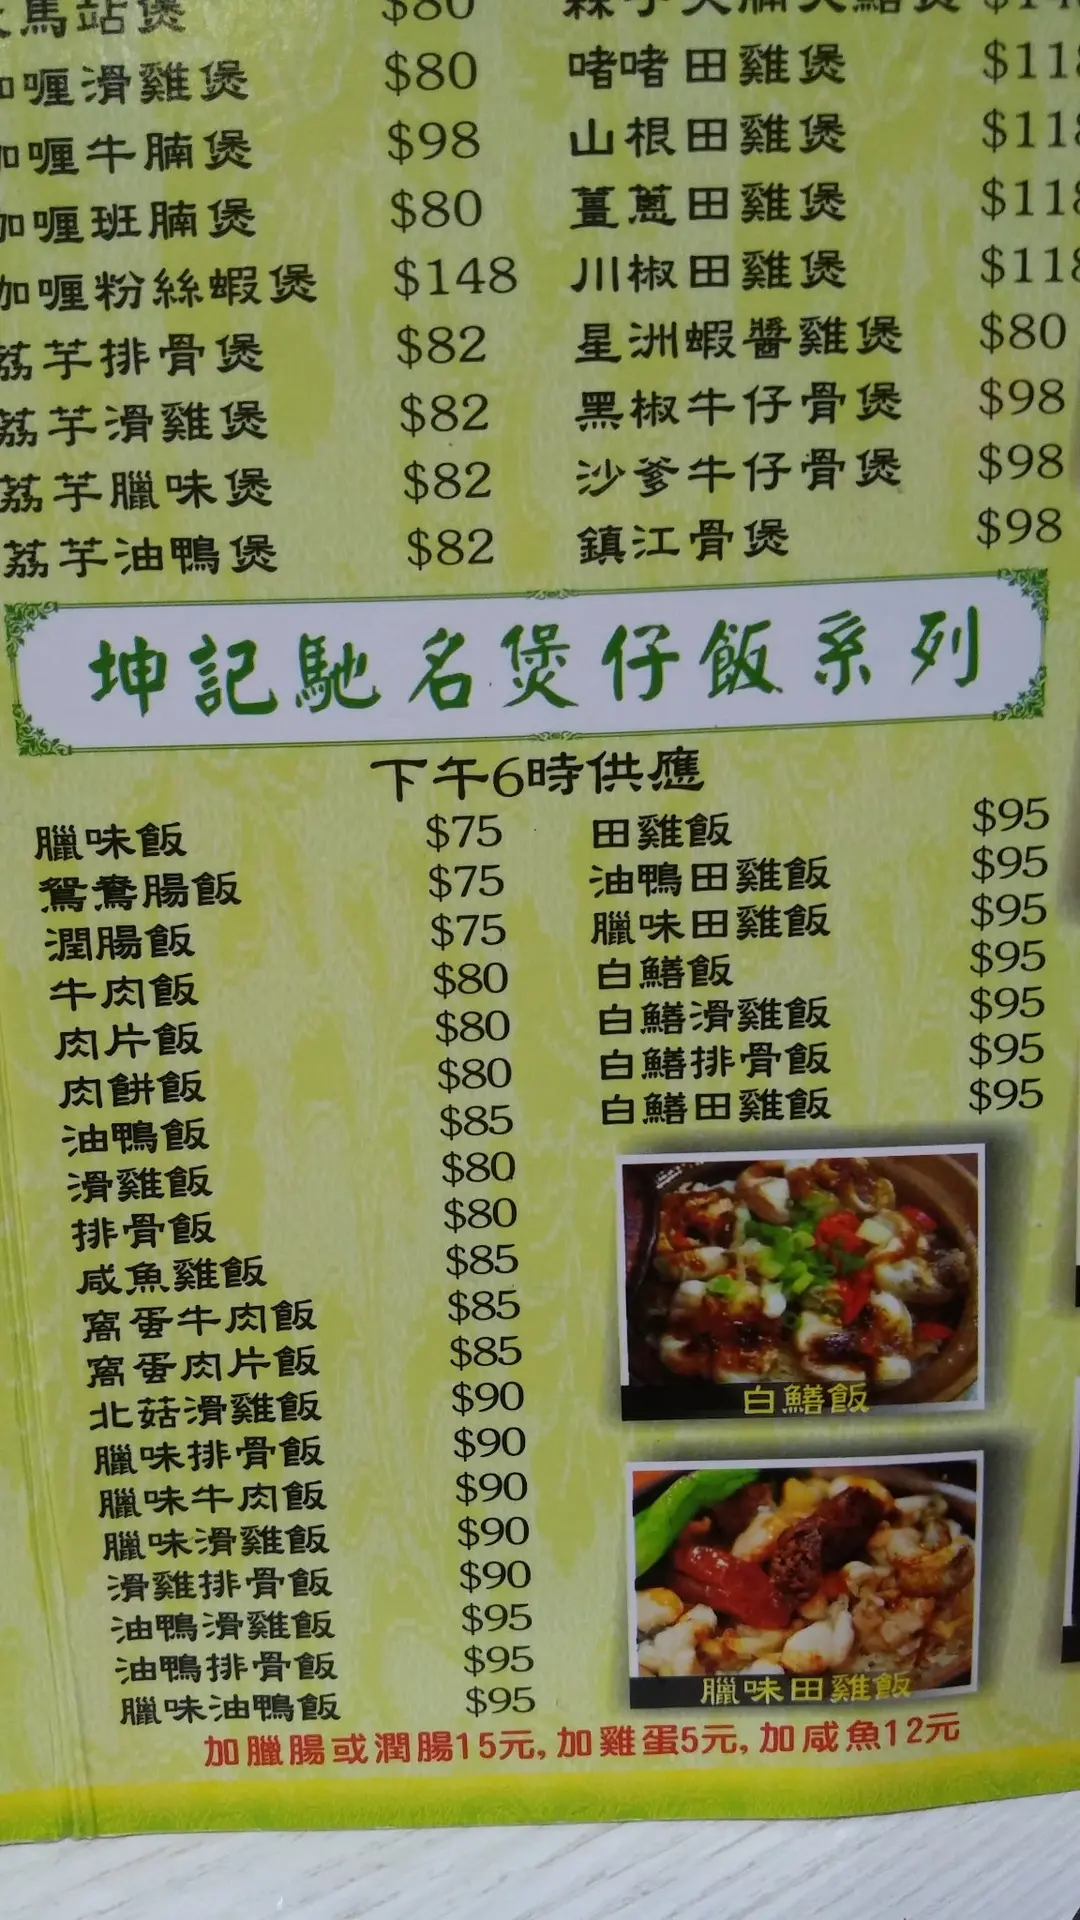 馬站煲 $80
喱滑雞煲 $80
加喱牛腩煲 $98
加喱班腩煲 $80
加喱粉絲蝦煲 $148
荔芋排骨煲 $82
荔芋滑雞煲 $82
荔芋臘味煲 $82
荔芋油鴨煲 $82
啫啫田雞煲 $118
山根田雞煲 $118
薑蔥田雞煲 $118
川椒田雞煲 $118
星洲蝦醬雞煲 $80
黑椒牛仔骨煲 $98
沙爹牛仔骨煲 $98
鎮江骨煲 $98
坤記馳名煲仔飯系列
下午6時供應
臘味飯 $75
鴛鴦腸飯 $75
潤腸飯 $75
牛肉飯 $80
肉片飯 $80
肉餅飯 $80
油鴨飯 $85
滑雞飯 $80
排骨飯 $80
咸魚雞飯 $85
窩蛋牛肉飯 $85
窩蛋肉片飯 $85
北菇滑雞飯 $90
臘味排骨飯 $90
臘味牛肉飯 $90
臘味滑雞飯 $90
滑雞排骨飯 $90
油鴨滑雞飯 $95
油鴨排骨飯 $95
臘味油鴨飯 $95
田雞飯 $95
油鴨田雞飯 $95
臘味田雞飯 $95
白鱔飯 $95
白鱔滑雞飯 $95
白鱔排骨飯 $95
白鱔田雞飯 $95
白鱔飯
臘味田雞飯
加臘腸或潤腸15元,加雞蛋5元,加咸魚12元